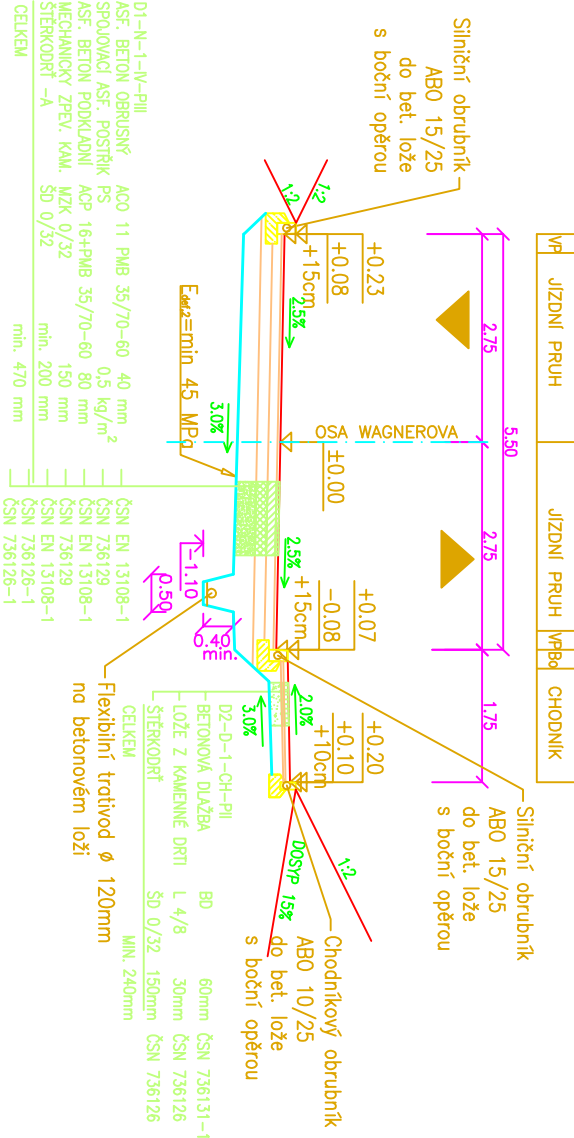 VP
JÍZDNÍ PRUH
JÍZDNÍ PRUH
VP
Bo
CHODNÍK
5.50
2.75
2.75
1.75
Silniční obrubník
ABO 15/25
do bet. lože
s boční opěrou
Silniční obrubník
ABO 15/25
do bet. lože
s boční opěrou
OSA WAGNEROVA
+0.23
+0.08
+15cm
±0.00
+0.07
-0.08
+15cm
+0.20
+0.10
+10cm
1:2
1:2
2.5%
2.5%
2.0%
1:2
DOSYP 15%
3.0%
3.0%
Chodníkový obrubník
ABO 10/25
do bet. lože
s boční opěrou
Edef,2=min 45 MPa
-1.10
0.50
0.40
min.
Flexibilní trativod ø 120mm
na betonovém loži
D1-N-1-IV-PIII
ASF. BETON OBRUSNÝ ACO 11 PMB 35/70-60 40 mm ČSN EN 13108-1
SPOJOVACÍ ASF. POSTŘIK PS 0,5 kg/m2 ČSN 736129
ASF. BETON PODKLADNÍ ACP 16+PMB 35/70-60 80 mm ČSN EN 13108-1
MECHANICKÝ ZPEV. KAM. MZK 0/32 150 mm ČSN 736129
ŠTĚRKODRŤ -A ŠD 0/32 min. 200 mm ČSN EN 13108-1
CELKEM min. 470 mm ČSN 736126-1
ČSN 736126-1
D2-D-1-CH-PII
BETONOVÁ DLAŽBA BD 60mm ČSN 736131-1
LOŽE Z KAMENNÉ DRTI L 4/8 30mm ČSN 736126
ŠTĚRKODRŤ ŠD 0/32 150mm ČSN 736126
CELKEM MIN. 240mm